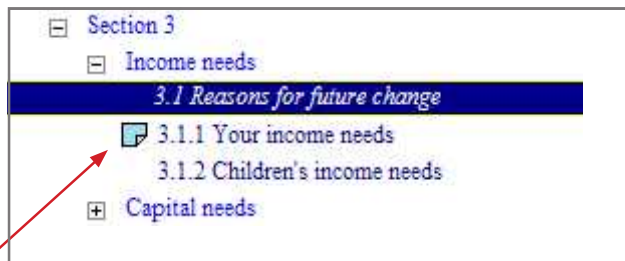 Section 3
Income needs
3.1 Reasons for future change
3.1.1 Your income needs
3.1.2 Children's income needs
Capital needs